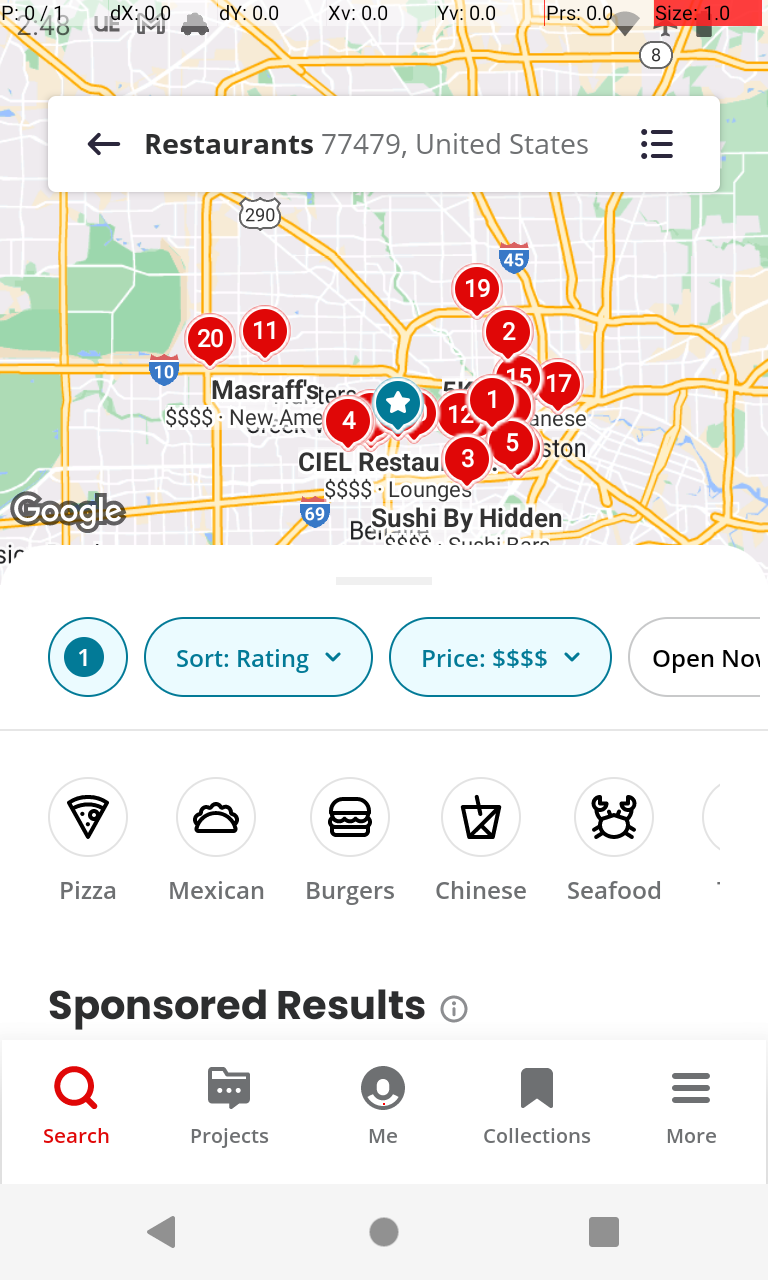 P: 0 / 1 dX: 0.0 dY: 0.0 Xv: 0.0 Yv: 0.0 Prs: 0.0 Size: 1.0
2:48 UE
8
Restaurants 77479, United States
290
45
19
2
20 11
10
15 17
Masraff's
$$$$ · New Ame
1
12
4
anese
5
ston
CIEL Restau
3
$$$$ · Lounges
Google
69
Sushi By Hidden
$$$$ · Sushi Bars
1 Sort: Rating Price: $$$$ Open Now
Pizza Mexican Burgers Chinese Seafood
Sponsored Results
Search Projects Me Collections More